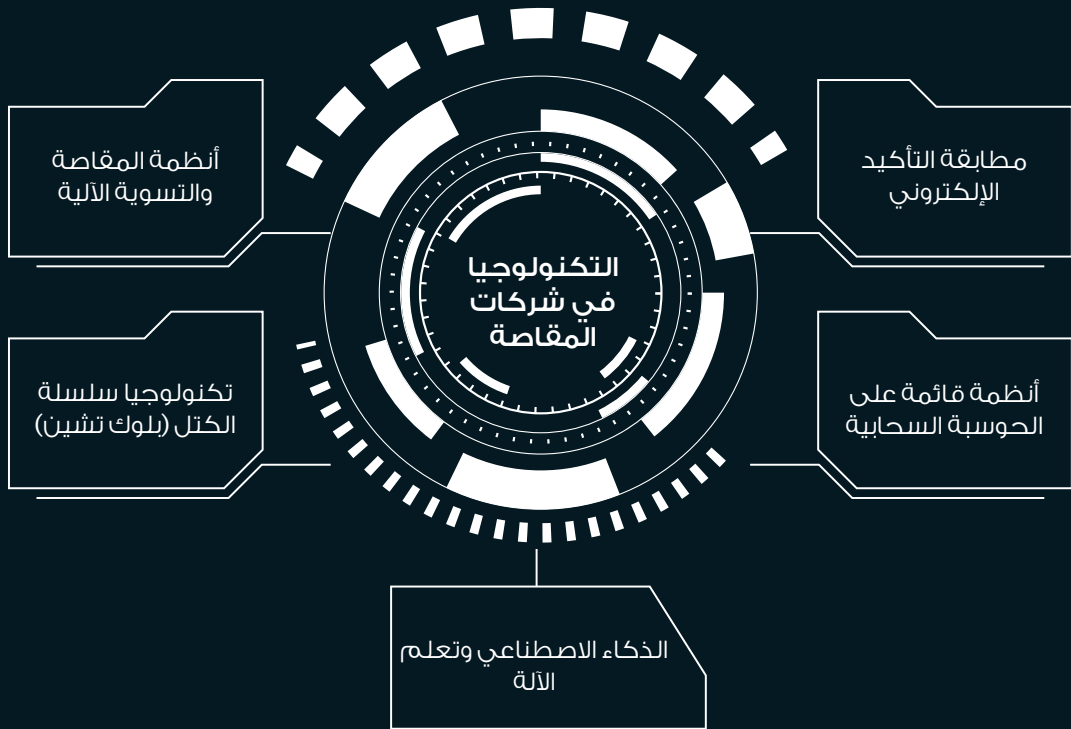 التكنولوجيا
في شركات
المقاصة
مطابقة التأكيد
الإلكتروني
أنظمة المقاصة
والتسوية الآلية
أنظمة قائمة على
الحوسبة السحابية
تكنولوجيا سلسلة
الكتل (بلوك تشين)
الذكاء الاصطناعي وتعلم
الآلة